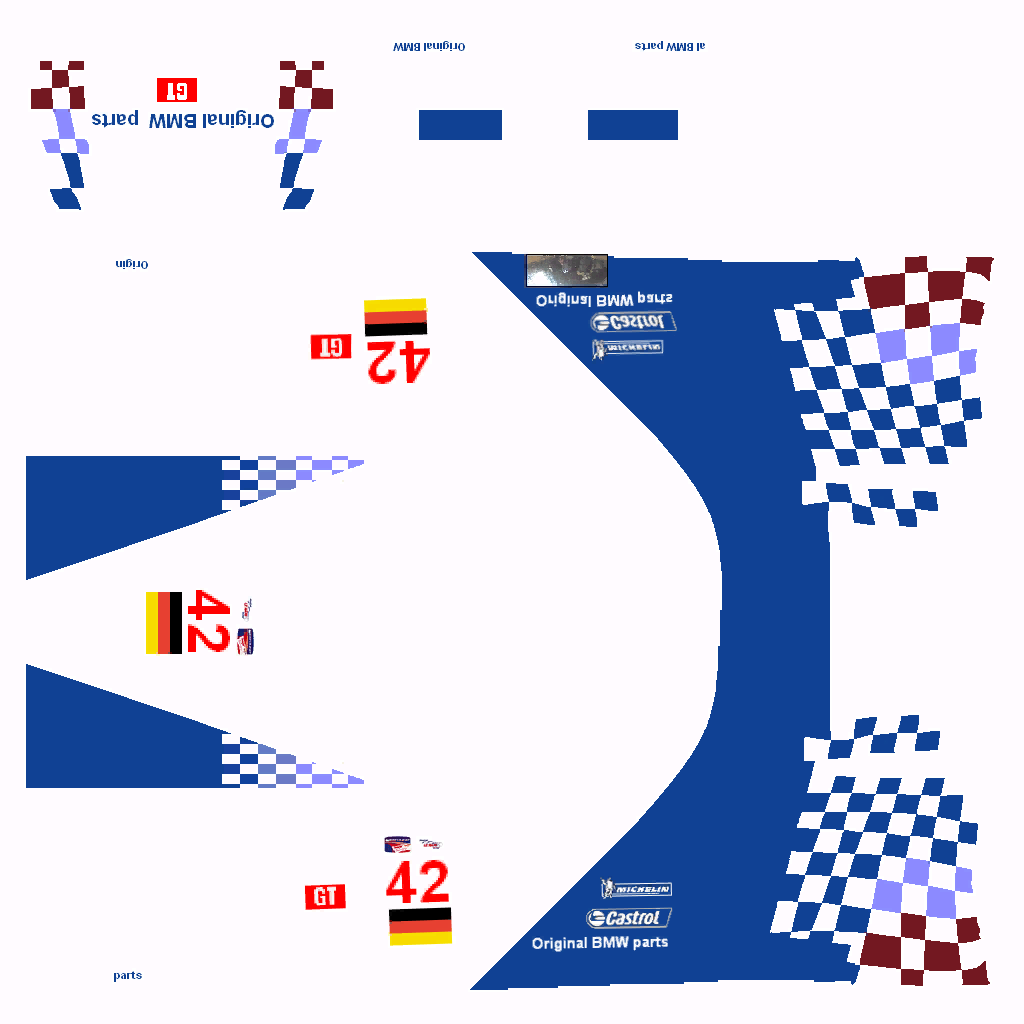 Original BMW
al BMW parts
GT
Original BMW parts
Origin
Original BMW parts
Castrol
MICHELIN
GT
42
42
42
GT
MICHELIN
Castrol
Original BMW parts
parts